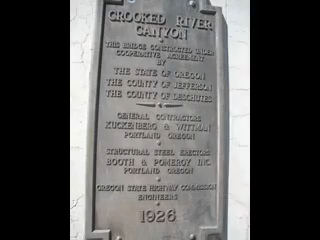 CROOKED RIVER
CANYON
THIS BRIDGE CONSTRUCTED UNDER
COOPERATIVE AGREEMENT
BY
THE STATE OF OREGON
THE COUNTY OF JEFFERSON
THE COUNTY OF DESCHUTES
GENERAL CONTRACTORS
KUCKENBERG & WITTMAN
PORTLAND OREGON
STRUCTURAL STEEL ERECTORS
BOOTH & POMEROY INC.
PORTLAND OREGON
OREGON STATE HIGHWAY COMMISSION
ENGINEERS
1926